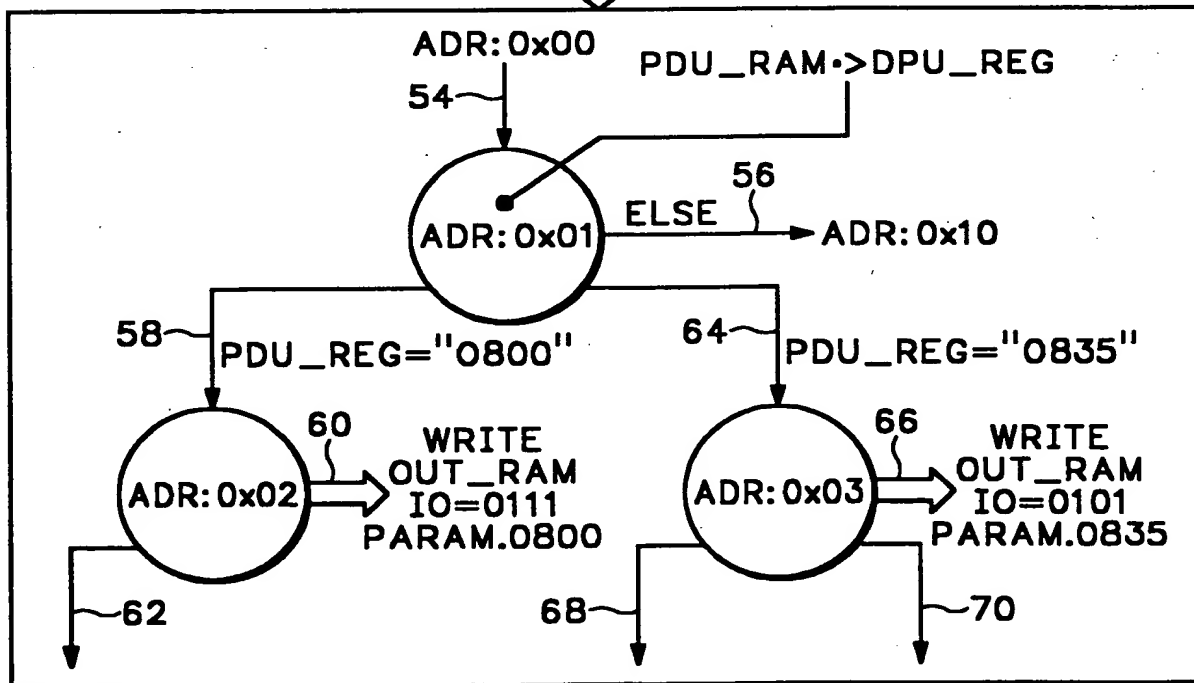 ADR:0x00
PDU_RAM·>DPU_REG
54
56
ELSE
ADR:0x01
ADR:0x10
58
64
PDU_REG="0800"
PDU_REG="0835"
60
WRITE
OUT_RAM
IO=0111
PARAM.0800
ADR:0x02
66
WRITE
OUT_RAM
IO=0101
PARAM.0835
ADR:0x03
62
68
70